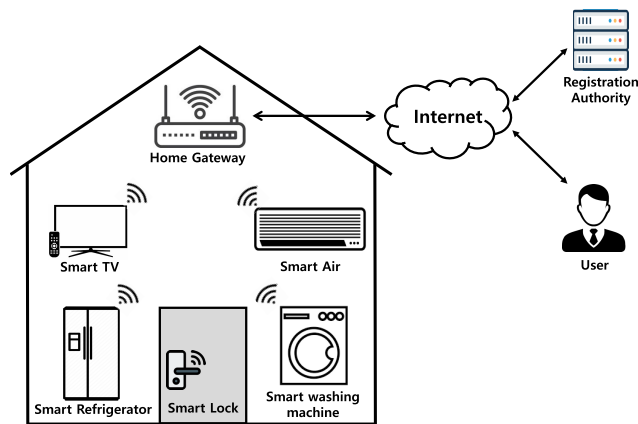 Registration
Authority
Internet
Home Gateway
User
Smart TV
Smart Air
Smart Refrigerator
Smart Lock
Smart washing
machine